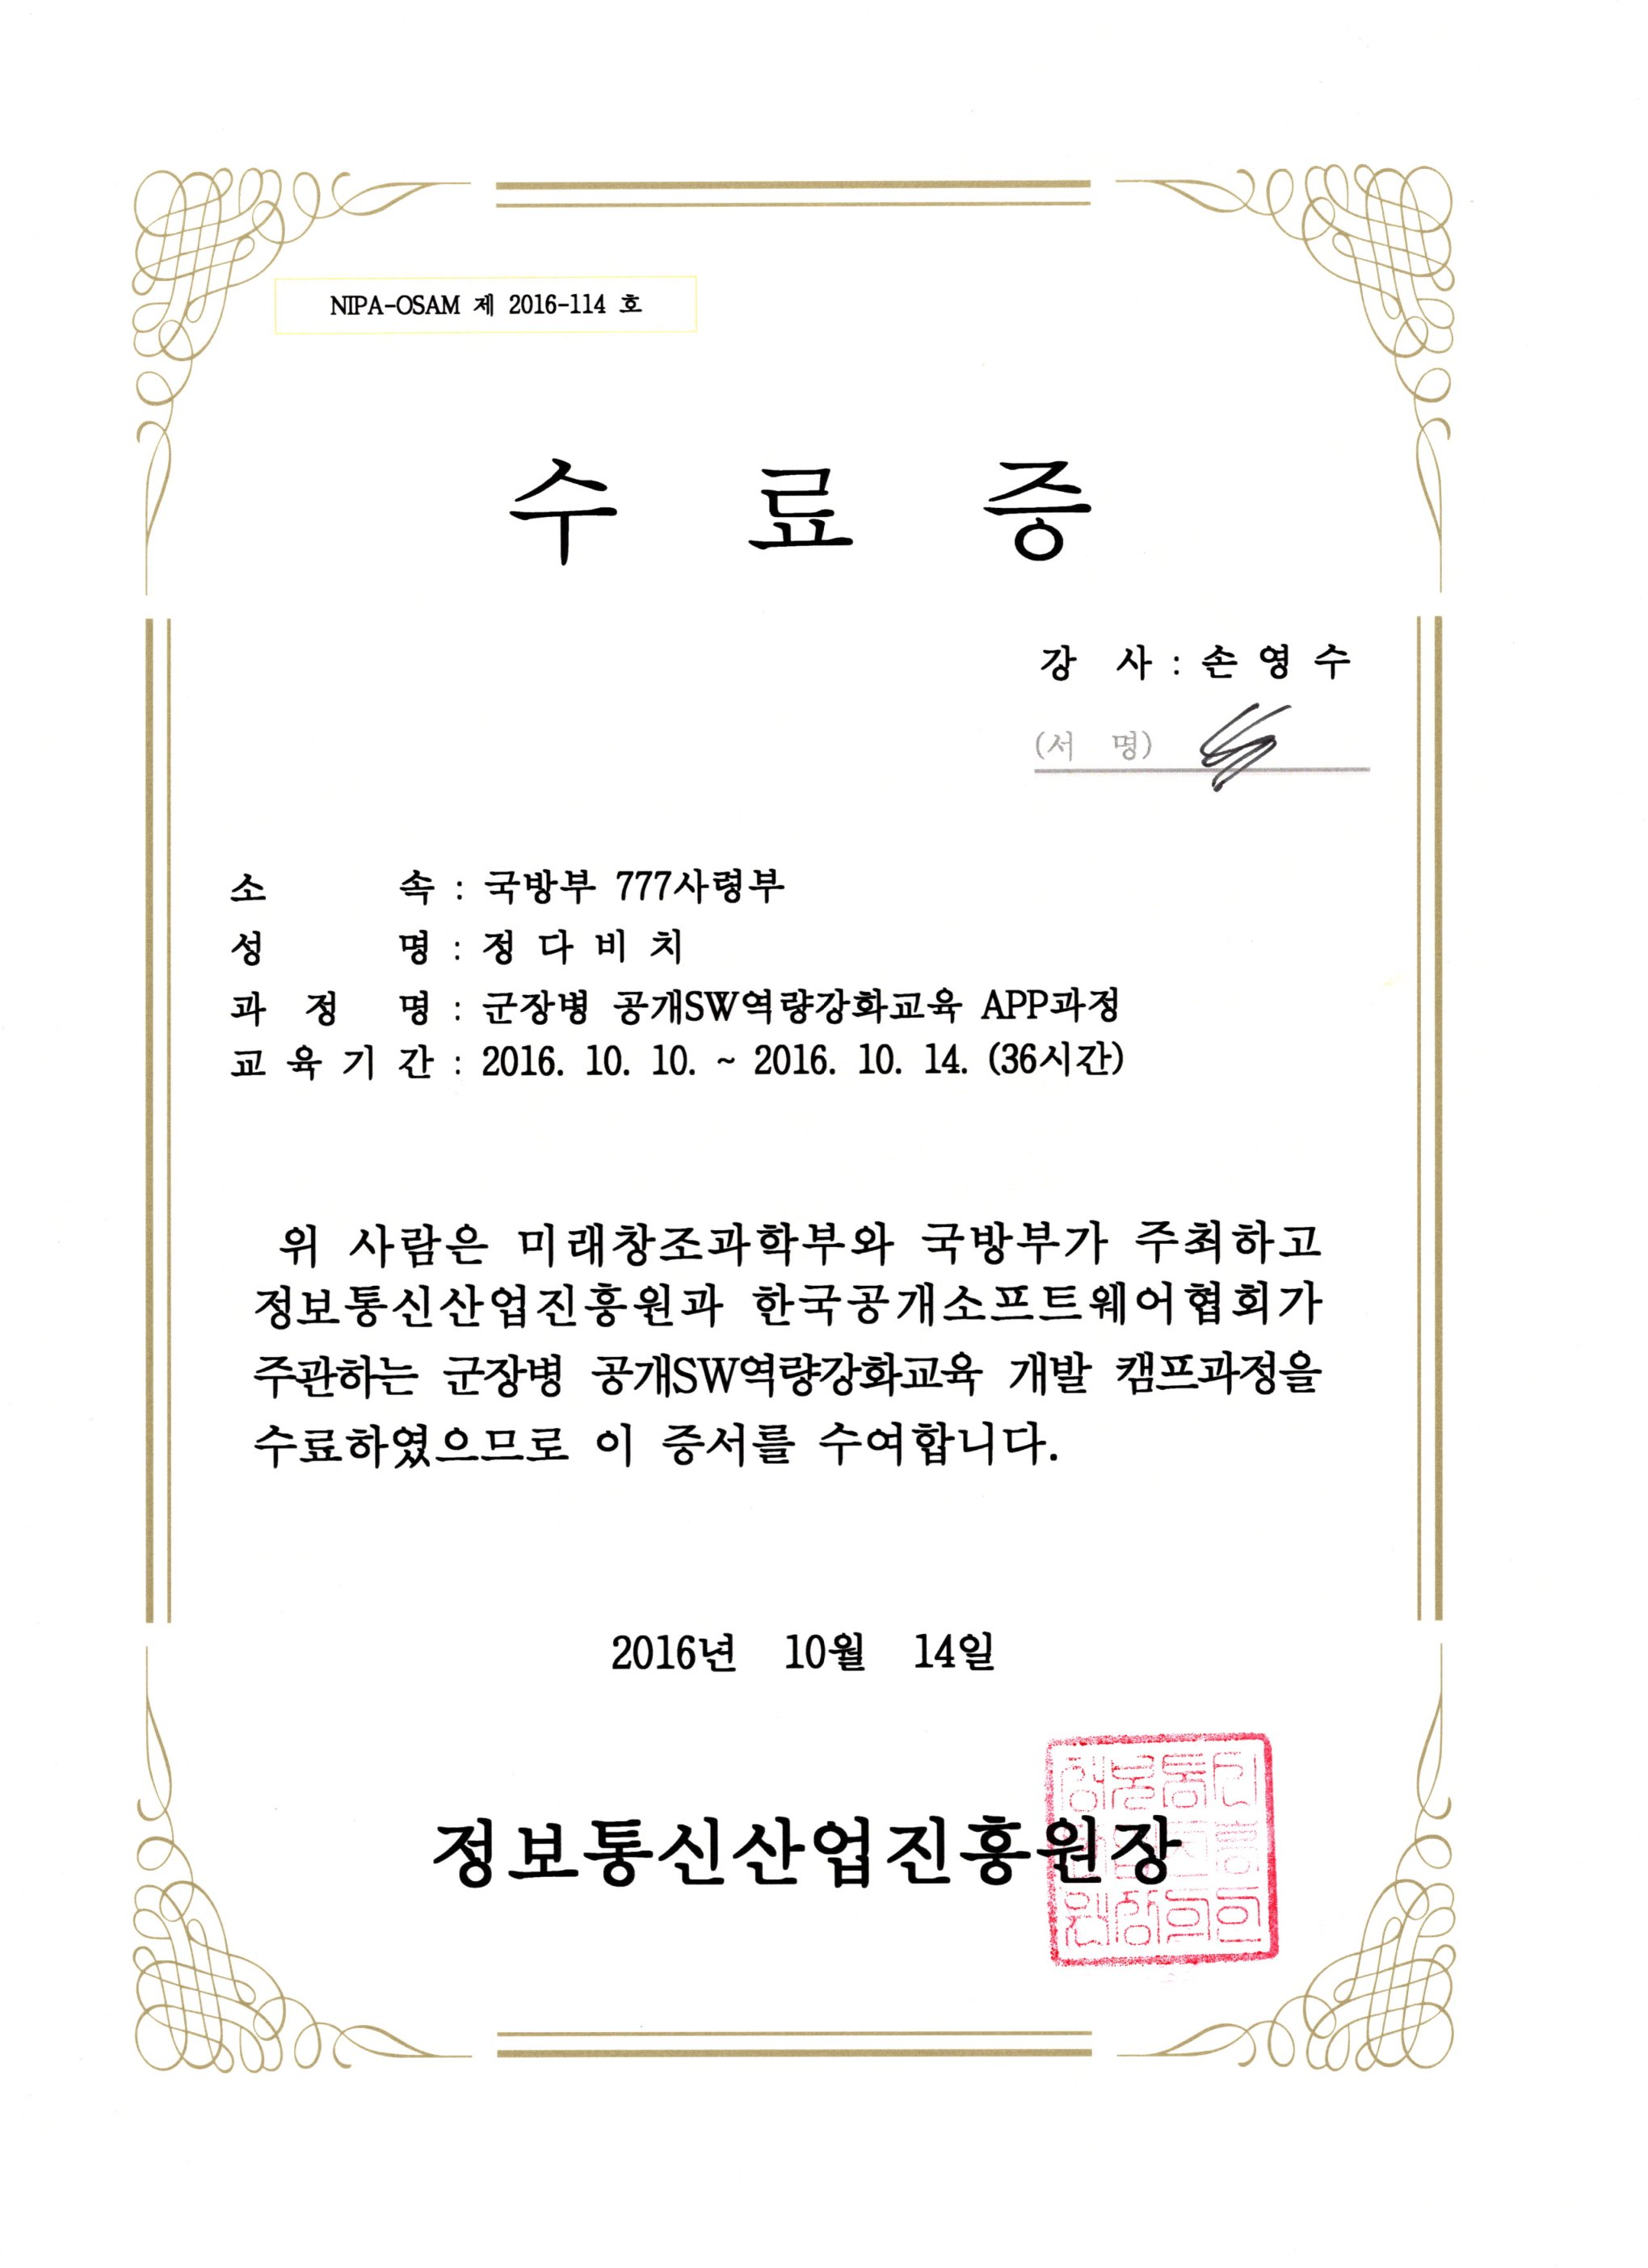 NIPA-OSAM 제 2016-114 호
수 료 증
강 사 : 손 영 수
(서 명)
소 속 : 국방부 777사령부
성 명 : 정 다 비 치
과 정 명 : 군장병 공개SW역량강화교육 APP과정
교 육 기 간 : 2016. 10. 10. ~ 2016. 10. 14. (36시간)
위 사람은 미래창조과학부와 국방부가 주최하고
정보통신산업진흥원과 한국공개소프트웨어협회가
주관하는 군장병 공개SW역량강화교육 개발 캠프과정을
수료하였으므로 이 증서를 수여합니다.
2016년 10월 14일
정보통신산업진흥원장